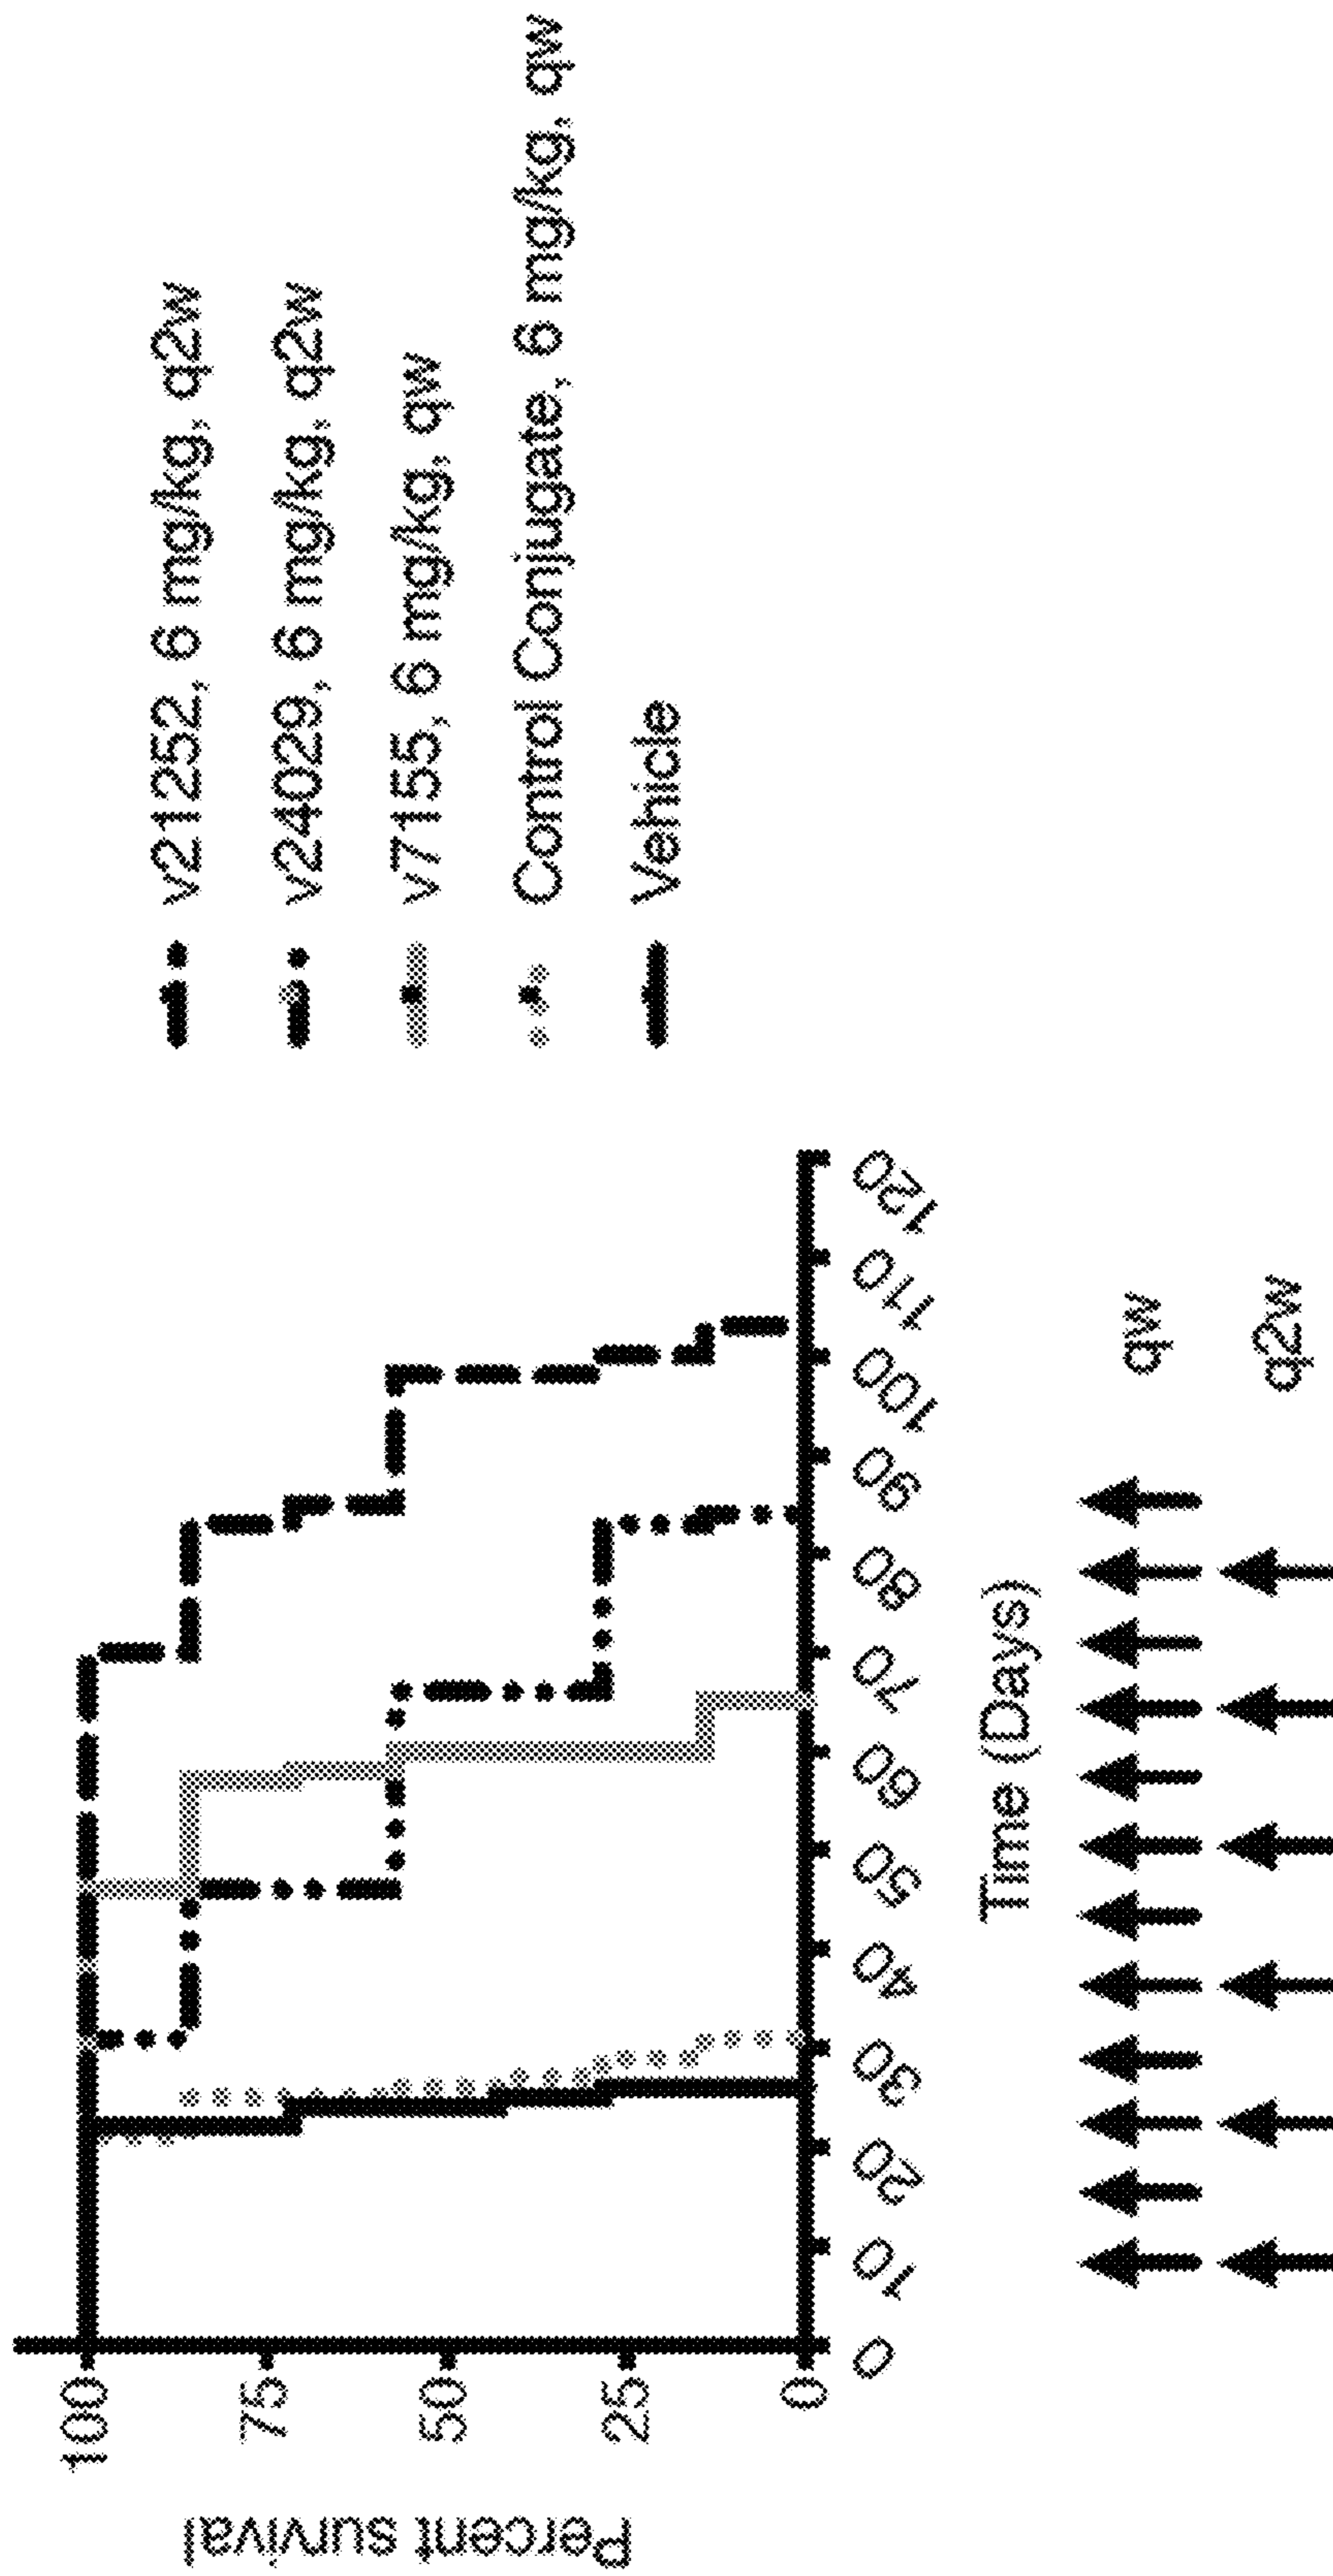 Percent survival
100
75
50
25
0
0 10 20 30 40 50 60 70 80 90 100 110 120
Time (Days)
qw
q2w
v21252, 6 mg/kg, q2w
v24029, 6 mg/kg, q2w
v7155, 6 mg/kg, qw
Control Conjugate, 6 mg/kg, qw
Vehicle